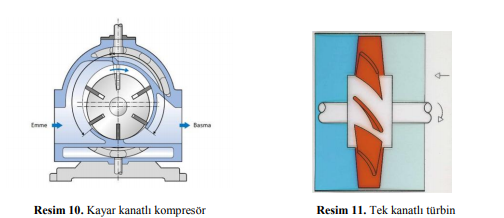 Emme
Basma
Resim 10. Kayar kanatlı kompresör
Resim 11. Tek kanatlı türbin